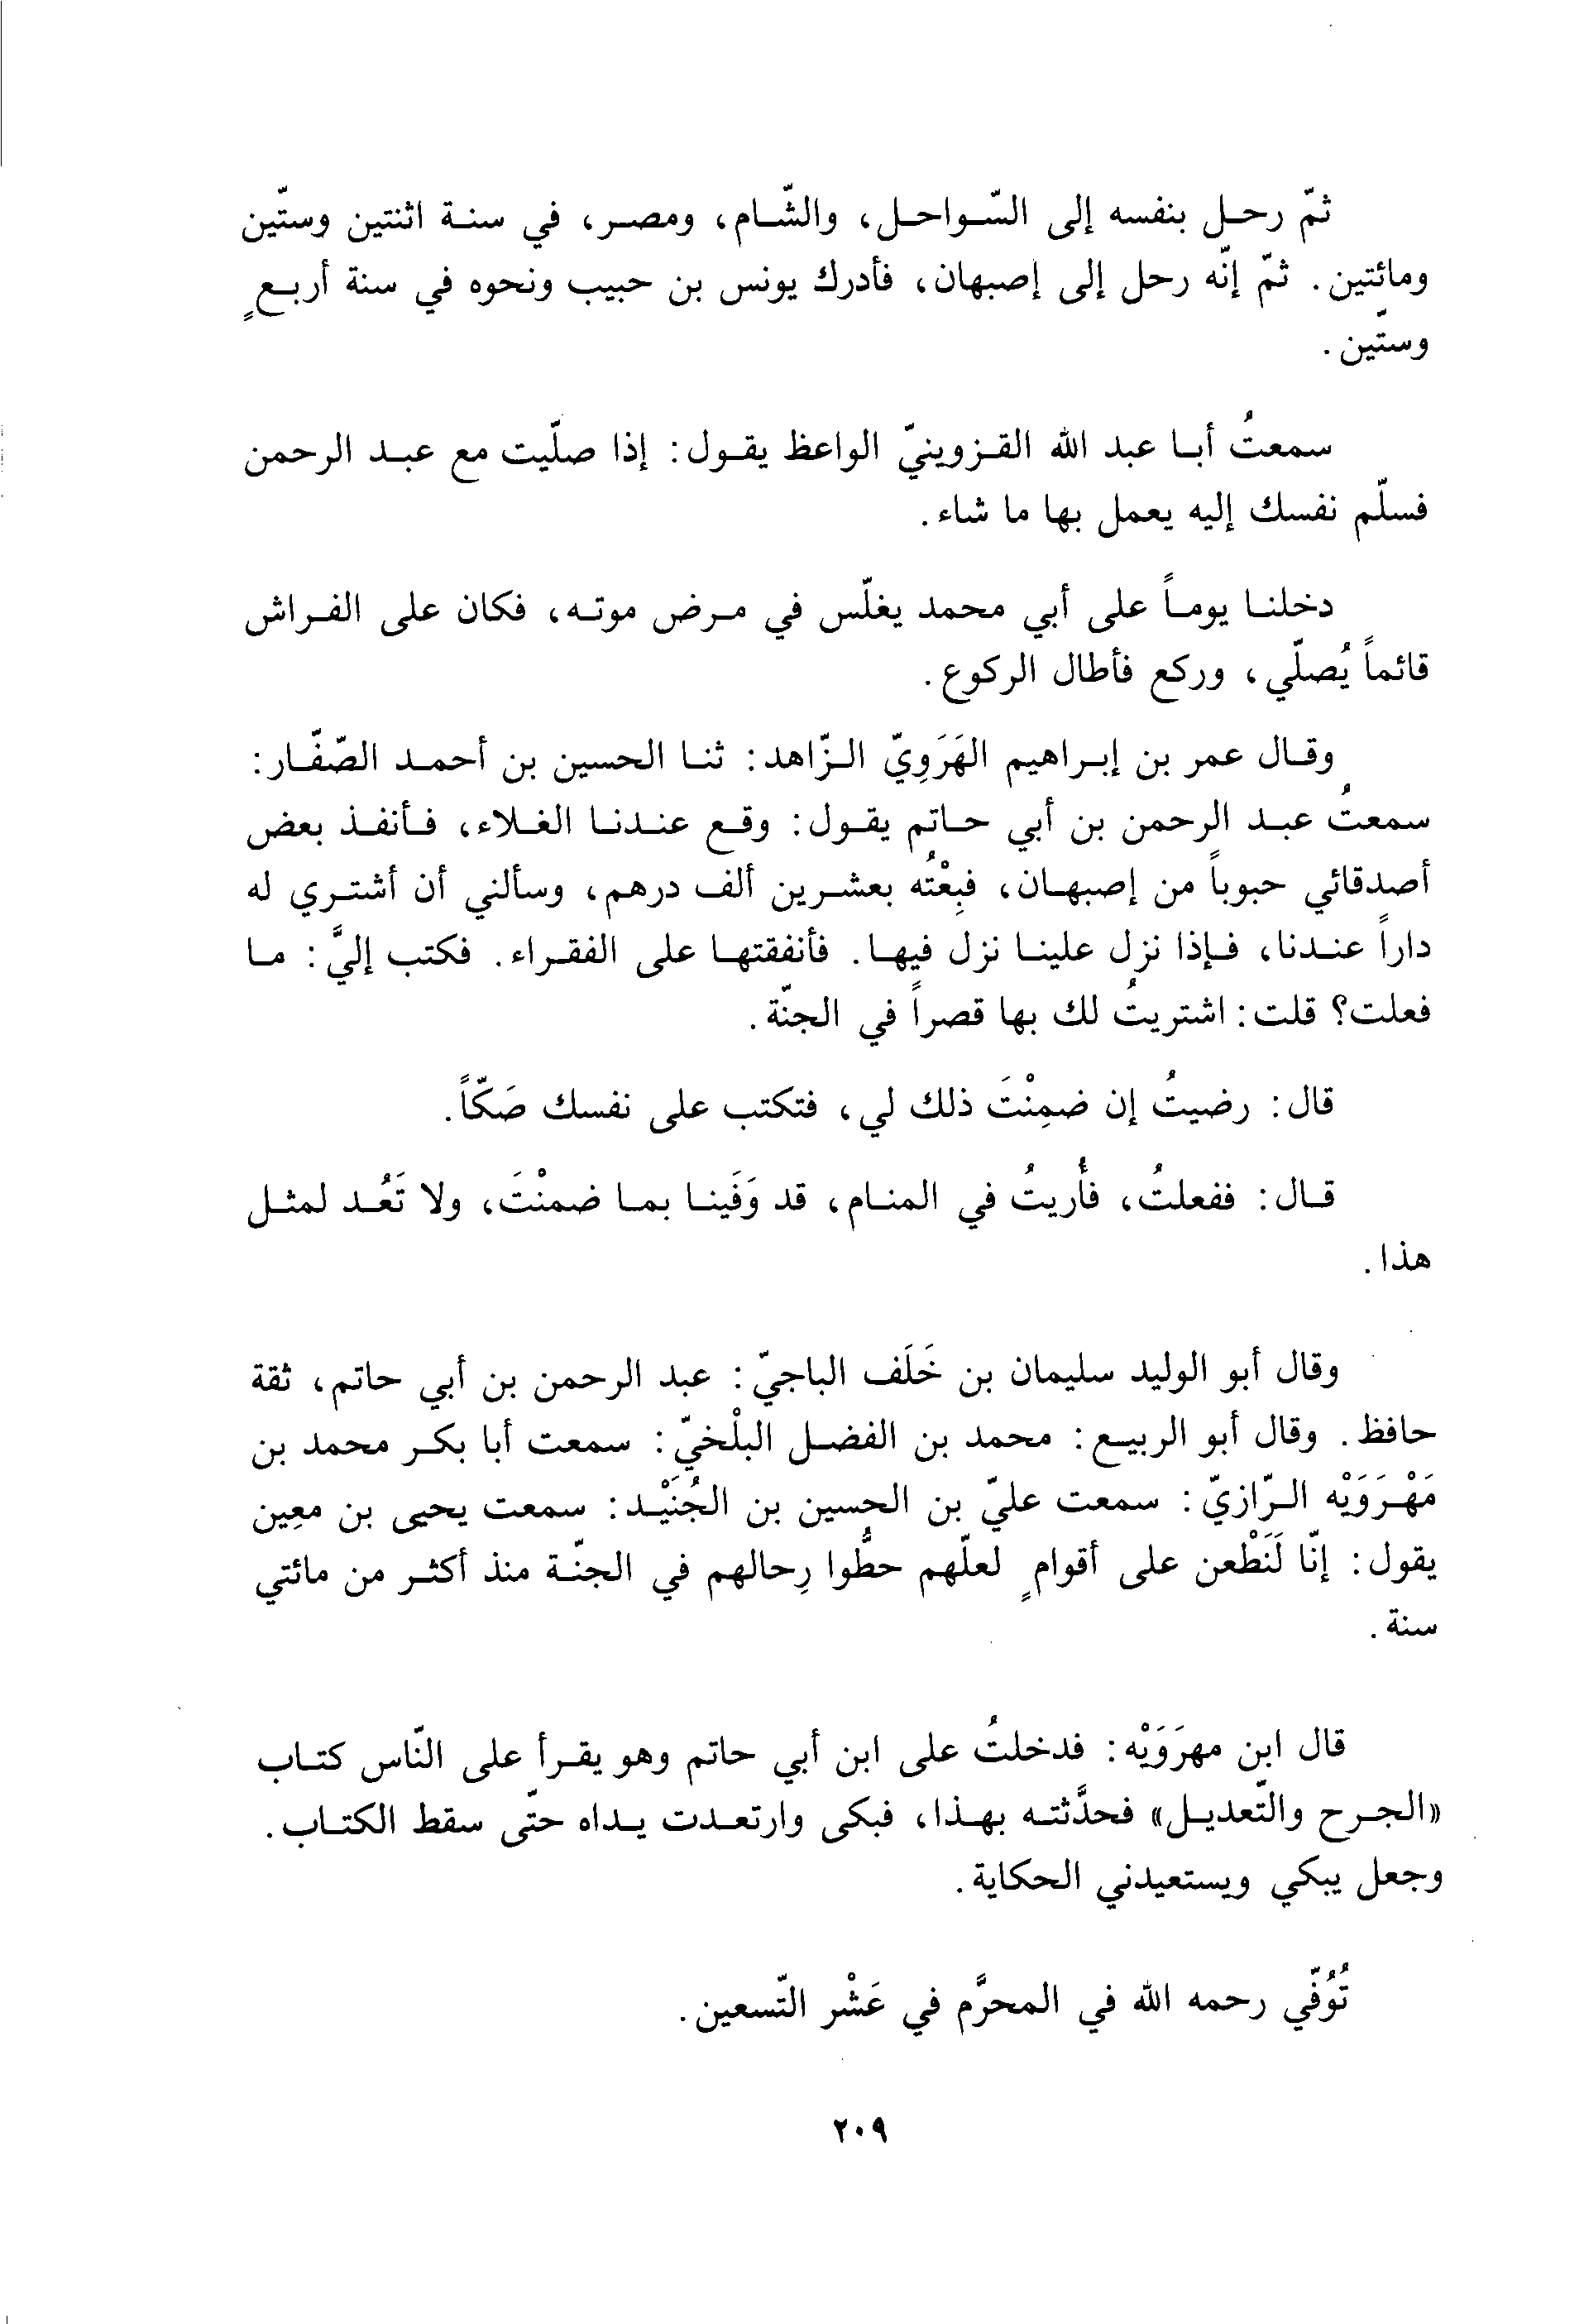 ثمّ رحل بنفسه إلى السّواحل، والشّام، ومصر، في سنة اثنتين وستّين
ومائتين. ثمّ إنّه رحل إلى إصبهان، فأدرك يونس بن حبيب ونحوه في سنة أربعٍ
وستّين.
سمعتُ أبا عبد الله القزوينيّ الواعظ يقول: إذا صلّيت مع عبد الرحمن
فسلّم نفسك إليه يعمل بها ما شاء.
دخلنا يوماً على أبي محمد يغلّس في مرض موته، فكان على الفراش
قائماً يُصلّي، وركع فأطال الركوع.
وقال عمر بن إبراهيم الهَرَوِيّ الزّاهد: ثنا الحسين بن أحمد الصّفّار:
سمعتُ عبد الرحمن بن أبي حاتم يقول: وقع عندنا الغلاء، فأنفذ بعض
أصدقائي حبوباً من إصبهان، فبِعْتُه بعشرين ألف درهم، وسألني أن أشتري له
داراً عندنا، فإذا نزل علينا نزل فيها. فأنفقتها على الفقراء. فكتب إليَّ: ما
فعلت؟ قلت: اشتريتُ لك بها قصراً في الجنّة.
قال: رضيتُ إن ضمِنْتَ ذلك لي، فتكتب على نفسك صَكّاً.
قال: ففعلتُ، فأُريتُ في المنام، قد وَفَينا بما ضمنْتَ، ولا تَعُد لمثل
هذا.
وقال أبو الوليد سليمان بن خَلَف الباجيّ: عبد الرحمن بن أبي حاتم، ثقة
حافظ. وقال أبو الربيع: محمد بن الفضل البلْخيّ: سمعت أبا بكر محمد بن
مَهْرَوَيْه الرّازيّ: سمعت عليّ بن الحسين بن الجُنَيْد: سمعت يحيى بن معِين
يقول: إنّا لَنَطْعن على أقوامٍ لعلّهم حطُّوا رِحالهم في الجنّة منذ أكثر من مائتي
سنة.
قال ابن مهرَوَيْه: فدخلتُ على ابن أبي حاتم وهو يقرأ على النّاس كتاب
«الجرح والتّعديل» فحدَّثته بهذا، فبكى وارتعدت يداه حتّى سقط الكتاب.
وجعل يبكي ويستعيدني الحكاية.
تُوُفّي رحمه الله في المحرَّم في عَشْر التّسعين.
٢٠٩